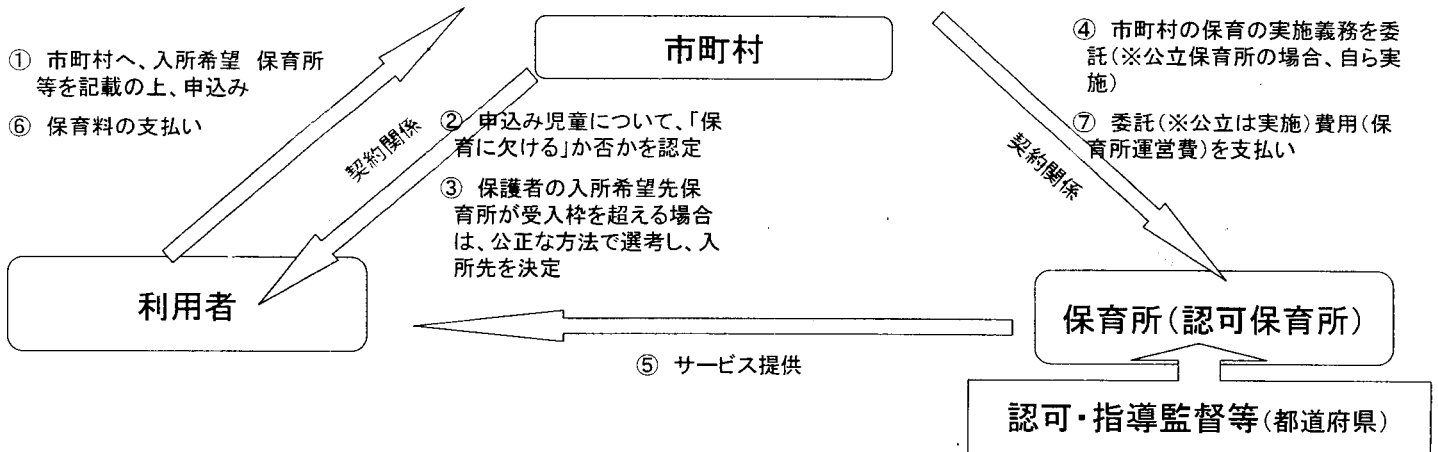 市町村
① 市町村へ、入所希望 保育所
等を記載の上、申込み
⑥ 保育料の支払い
契約関係
② 申込み児童について、「保
育に欠ける」か否かを認定
③ 保護者の入所希望先保
育所が受入枠を超える場合
は、公正な方法で選考し、入
所先を決定
④ 市町村の保育の実施義務を委
託(※公立保育所の場合、自ら実
施)
⑦ 委託(※公立は実施)費用(保
育所運営費)を支払い
契約関係
利用者
保育所(認可保育所)
⑤ サービス提供
認可・指導監督等(都道府県)